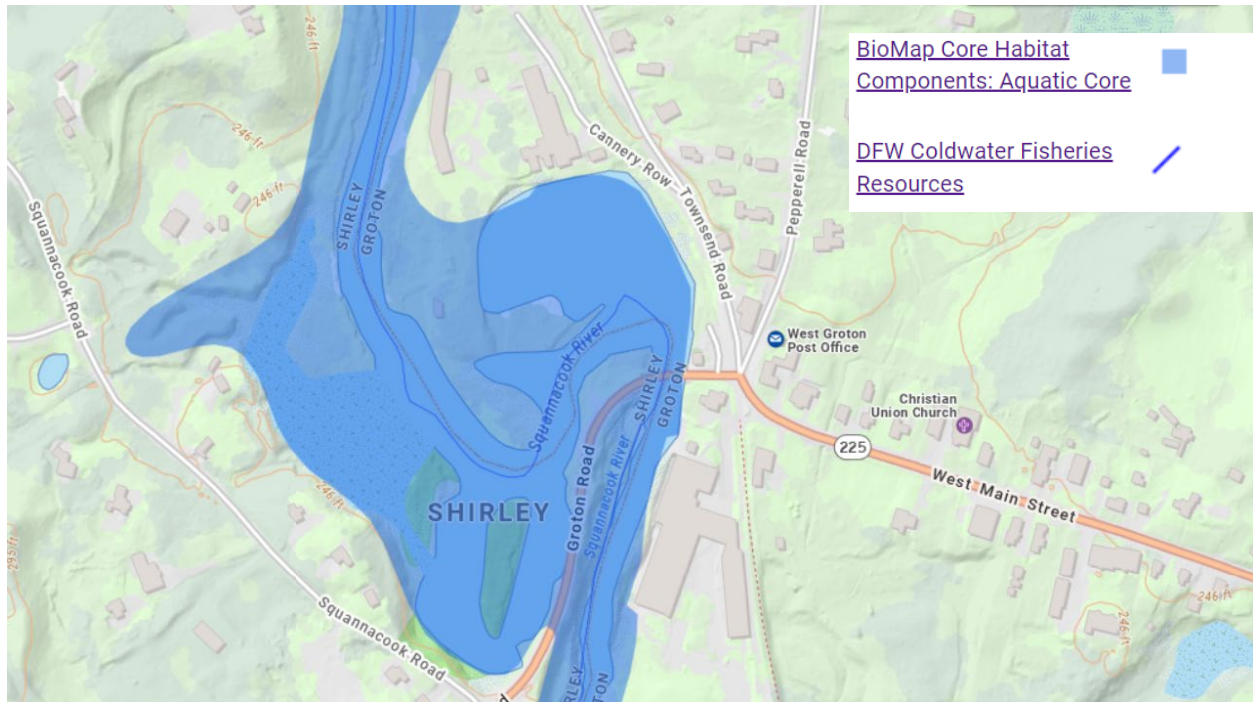 246 ft
BioMap Core Habitat
Components: Aquatic Core
DFW Coldwater Fisheries
Resources
246 ft
246 ft
Cannery Row
Townsend Road
Pepperell Road
SHIRLEY
GROTON
Squannacook Road
West Groton
Post Office
Squannacook River
SHIRLEY
GROTON
Christian
Union Church
225
West Main Street
Groton Road
Squannacook River
246 ft
SHIRLEY
295 ft
Squannacook Road
246 ft
246 ft